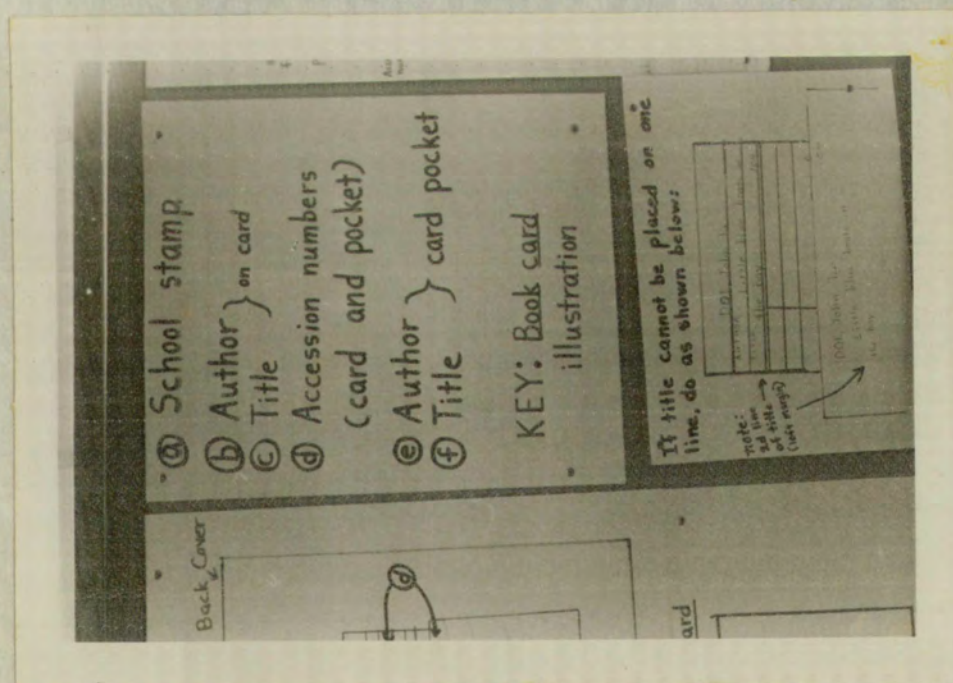 ⓐ School stamp
ⓑ Author } on card
ⓒ Title
ⓓ Accession numbers
(card and pocket)
ⓔ Author } card pocket
ⓕ Title
KEY: Book card
illustration
If title cannot be placed on one
line, do as shown below:
note:
2d line
of title
(left margin)
Back Cover
ⓓ
ard